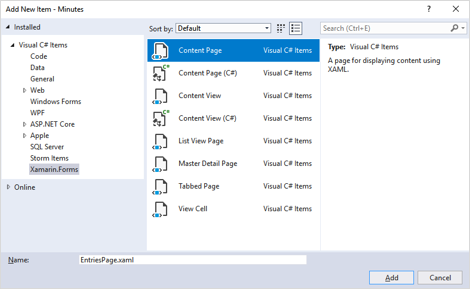 Add New Item - Minutes
Installed
Sort by: Default
Search (Ctrl+E)
Visual C# Items
Code
Data
General
Web
Windows Forms
WPF
ASP.NET Core
Apple
SQL Server
Storm Items
Xamarin.Forms
Online
Content Page Visual C# Items
Content Page (C#) Visual C# Items
Content View Visual C# Items
Content View (C#) Visual C# Items
List View Page Visual C# Items
Master Detail Page Visual C# Items
Tabbed Page Visual C# Items
View Cell Visual C# Items
Type: Visual C# Items
A page for displaying content using
XAML.
Name: EntriesPage.xaml
Add Cancel